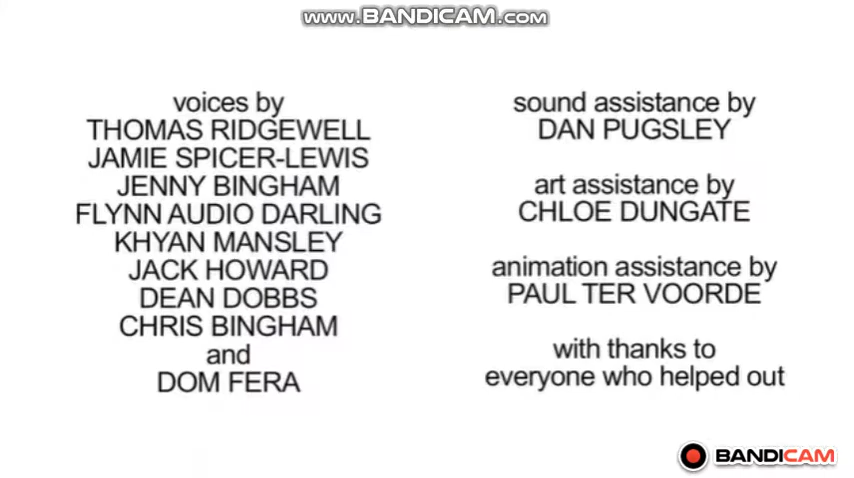 www.BANDICAM.com
voices by
THOMAS RIDGEWELL
JAMIE SPICER-LEWIS
JENNY BINGHAM
FLYNN AUDIO DARLING
KHYAN MANSLEY
JACK HOWARD
DEAN DOBBS
CHRIS BINGHAM
and
DOM FERA
sound assistance by
DAN PUGSLEY
art assistance by
CHLOE DUNGATE
animation assistance by
PAUL TER VOORDE
with thanks to
everyone who helped out
BANDICAM